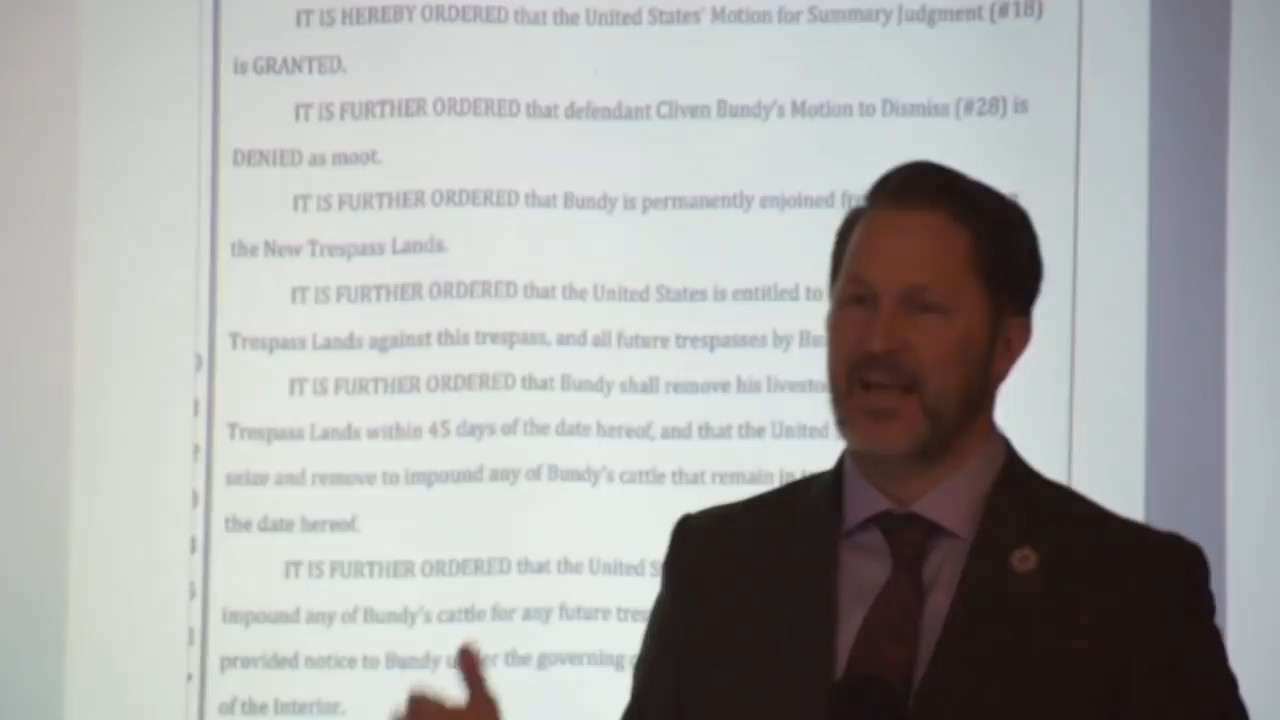 IT IS HEREBY ORDERED that the United States' Motion for Summary Judgment (#18)
is GRANTED.
IT IS FURTHER ORDERED that defendant Cliven Bundy's Motion to Dismiss (#28) is
DENIED as moot.
IT IS FURTHER ORDERED that Bundy is permanently enjoined
the New Trespass Lands.
IT IS FURTHER ORDERED that the United States is entitled to
Trespass Lands against this trespass, and all future trespasses by
IT IS FURTHER ORDERED that Bundy shall remove his
Trespass Lands within 45 days of the date hereof, and that the United
seize and remove to impound any of Bundy's cattle that remain in
the date hereof.
IT IS FURTHER ORDERED that the United
impound any of Bundy's cattle for any future
provided notice to Bundy under the governing
of the Interior.